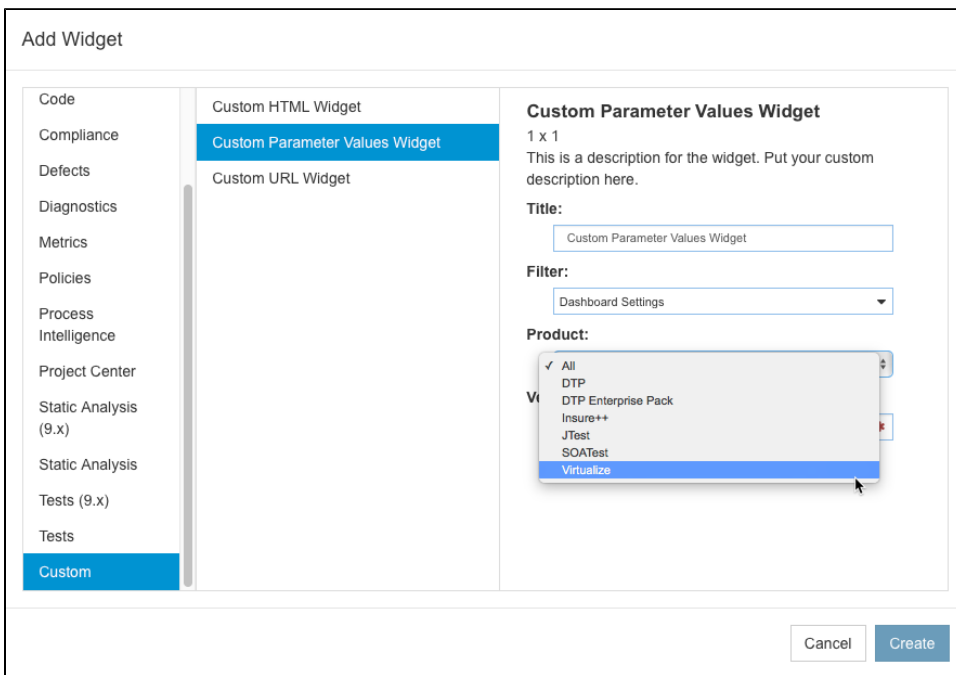 Add Widget
Code
Compliance
Defects
Diagnostics
Metrics
Policies
Process
Intelligence
Project Center
Static Analysis
(9.x)
Static Analysis
Tests (9.x)
Tests
Custom
Custom HTML Widget
Custom Parameter Values Widget
Custom URL Widget
Custom Parameter Values Widget
1 x 1
This is a description for the widget. Put your custom
description here.
Title:
Custom Parameter Values Widget
Filter:
Dashboard Settings
Product:
✓ All
DTP
DTP Enterprise Pack
Insure++
JTest
SOATest
Virtualize
Cancel
Create